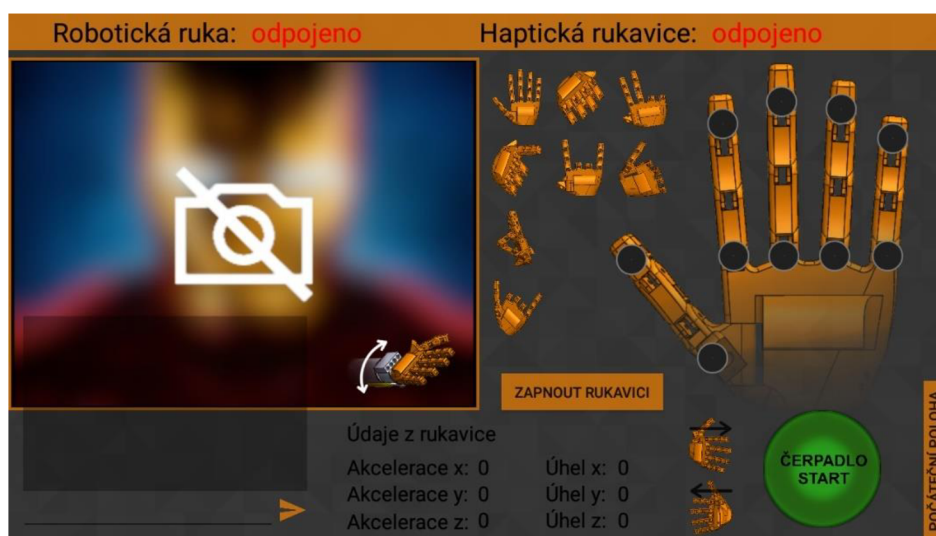 Robotická ruka: odpojeno
Haptická rukavice: odpojeno
ZAPNOUT RUKAVICI
Údaje z rukavice
Akcelerace x: 0
Úhel x: 0
Akcelerace y: 0
Úhel y: 0
Akcelerace z: 0
Úhel z: 0
ČERPADLO
START
POČÁTEČNÍ POLOHA